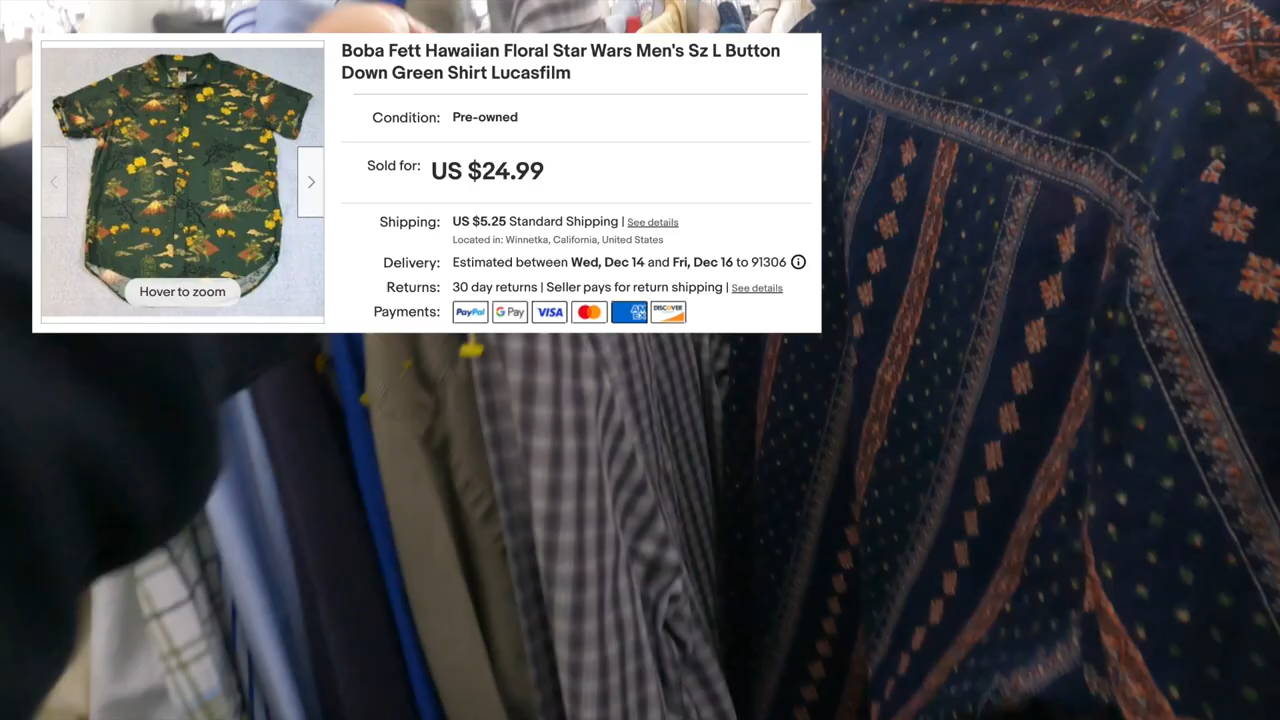 Boba Fett Hawaiian Floral Star Wars Men's Sz L Button
Down Green Shirt Lucasfilm
Condition: Pre-owned
Sold for: US $24.99
Shipping: US $5.25 Standard Shipping | See details
Located in: Winnetka, California, United States
Delivery: Estimated between Wed, Dec 14 and Fri, Dec 16 to 91306
Returns: 30 day returns | Seller pays for return shipping | See details
Payments: PayPal G Pay VISA AMEX DISCOVER
Hover to zoom